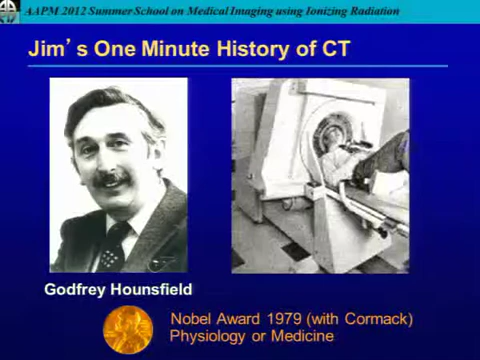 AAPM 2012 Summer School on Medical Imaging using Ionizing Radiation
Jim's One Minute History of CT
Godfrey Hounsfield
Nobel Award 1979 (with Cormack)
Physiology or Medicine